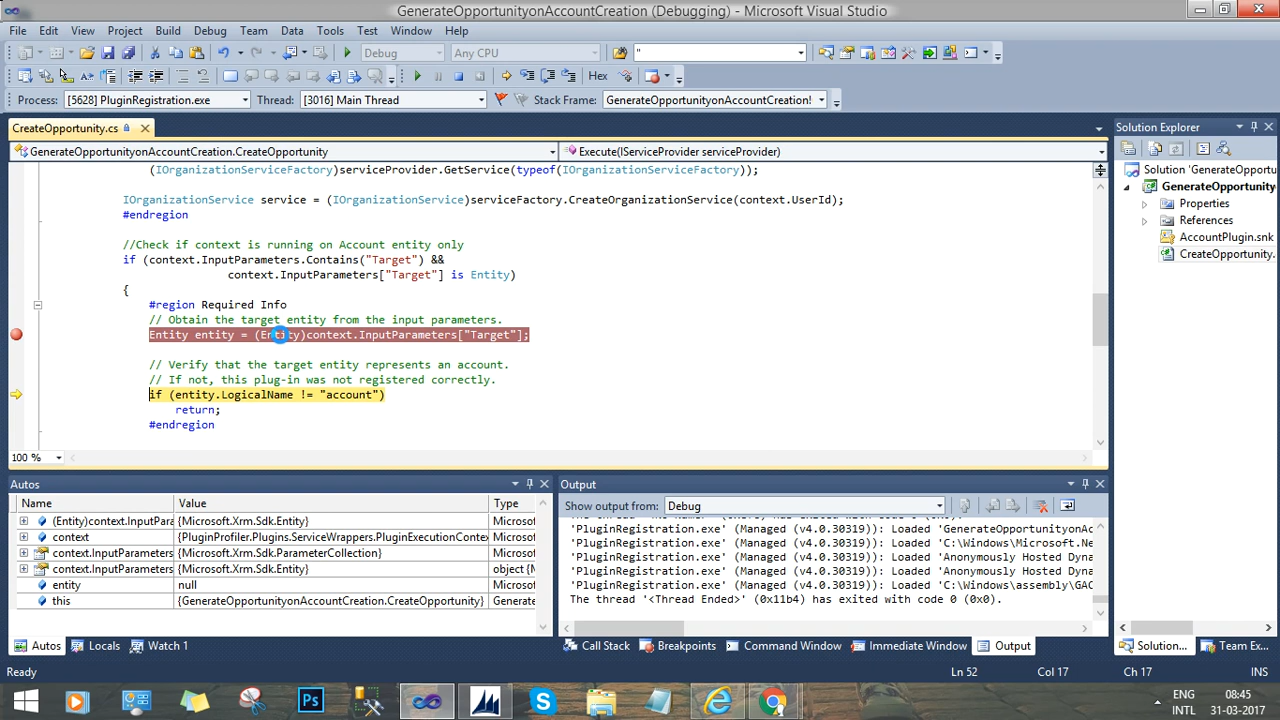 GenerateOpportunityonAccountCreation (Debugging) - Microsoft Visual Studio
File Edit View Project Build Debug Team Data Tools Test Window Help
Debug Any CPU "
Hex
Process: [5628] PluginRegistration.exe Thread: [3016] Main Thread Stack Frame: GenerateOpportunityonAccountCreation!
CreateOpportunity.cs
GenerateOpportunityonAccountCreation.CreateOpportunity Execute(IServiceProvider serviceProvider)
(IOrganizationServiceFactory)serviceProvider.GetService(typeof(IOrganizationServiceFactory));
IOrganizationService service = (IOrganizationService)serviceFactory.CreateOrganizationService(context.UserId);
#endregion
//Check if context is running on Account entity only
if (context.InputParameters.Contains("Target") &&
context.InputParameters["Target"] is Entity)
{
#region Required Info
// Obtain the target entity from the input parameters.
Entity entity = (Entity)context.InputParameters["Target"];
// Verify that the target entity represents an account.
// If not, this plug-in was not registered correctly.
if (entity.LogicalName != "account")
return;
#endregion
100 %
Solution Explorer
Solution 'GenerateOpportu
GenerateOpportunity
Properties
References
AccountPlugin.snk
CreateOpportunity.
Autos
Name Value Type
(Entity)context.InputPara {Microsoft.Xrm.Sdk.Entity} Microso
context {PluginProfiler.Plugins.ServiceWrappers.PluginExecutionConte Microso
context.InputParameters {Microsoft.Xrm.Sdk.ParameterCollection} Microso
context.InputParameters {Microsoft.Xrm.Sdk.Entity} object {M
entity null Microso
this {GenerateOpportunityonAccountCreation.CreateOpportunity} Generat
Autos Locals Watch 1
Output
Show output from: Debug
'PluginRegistration.exe' (Managed (v4.0.30319)): Loaded 'GenerateOpportunityonAc
'PluginRegistration.exe' (Managed (v4.0.30319)): Loaded 'C:\Windows\Microsoft.Ne
'PluginRegistration.exe' (Managed (v4.0.30319)): Loaded 'Anonymously Hosted Dyna
'PluginRegistration.exe' (Managed (v4.0.30319)): Loaded 'Anonymously Hosted Dyna
'PluginRegistration.exe' (Managed (v4.0.30319)): Loaded 'C:\Windows\assembly\GAC
The thread '<Thread Ended>' (0x11b4) has exited with code 0 (0x0).
Call Stack Breakpoints Command Window Immediate Window Output
Solution... Team Ex...
Ready Ln 52 Col 17 Ch 17 INS
Ps
ENG 08:45
INTL 31-03-2017